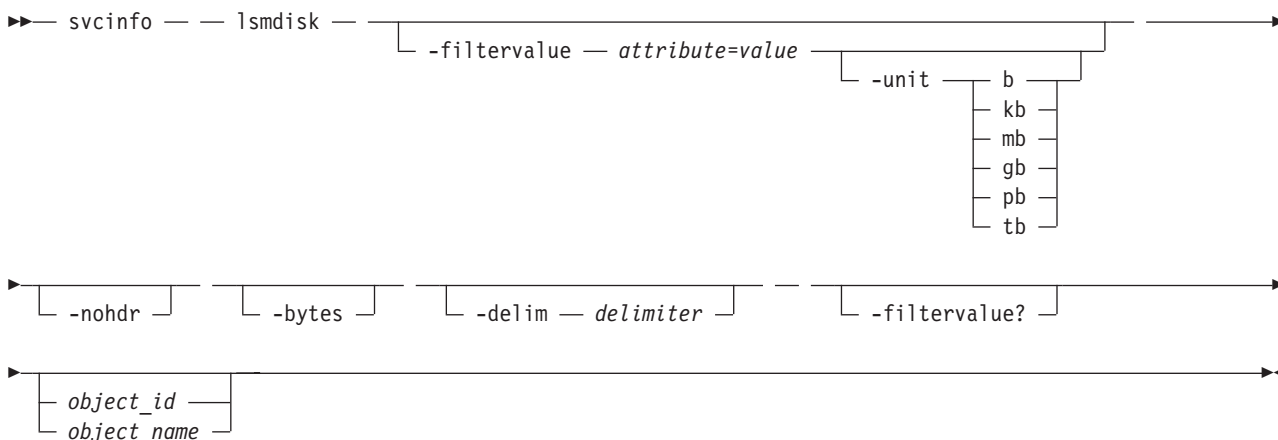 svcinfo lsmdisk
-filtervalue attribute=value
-unit b
kb
mb
gb
pb
tb
-nohdr -bytes -delim delimiter -filtervalue?
object_id
object_name